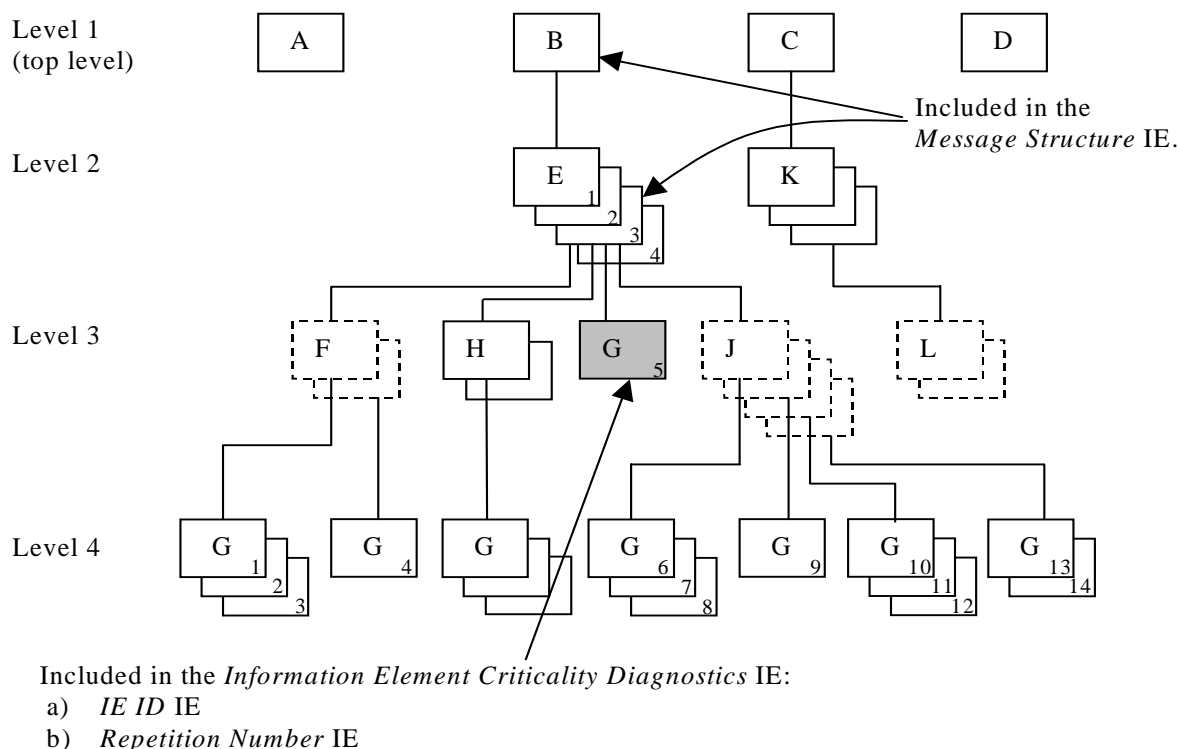 Level 1
(top level)
A
B
C
D
Included in the
Message Structure IE.
Level 2
E
1
2
3
4
K
Level 3
F
H
G
5
J
L
Level 4
G
1
2
3
G
4
G
G
6
7
8
G
9
G
10
11
12
G
13
14
Included in the Information Element Criticality Diagnostics IE:
a) IE ID IE
b) Repetition Number IE